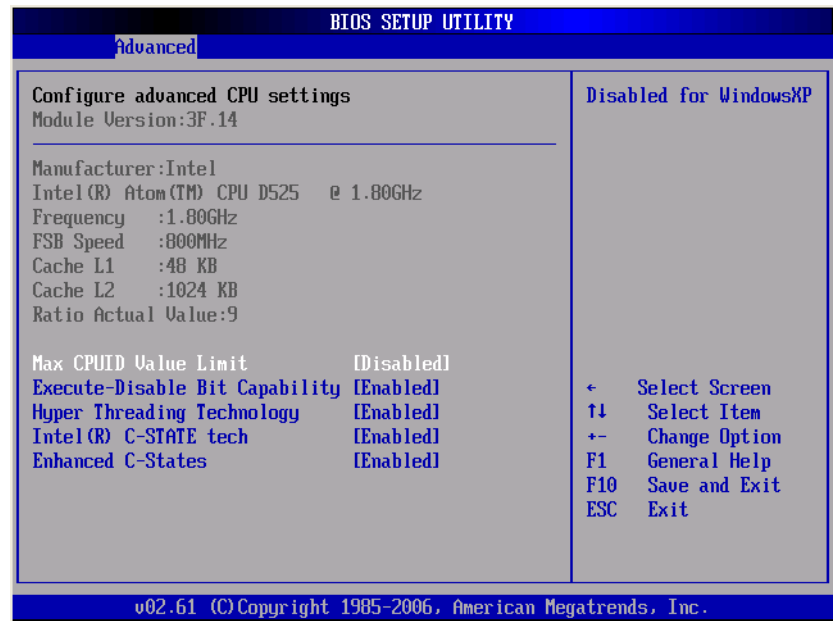 BIOS SETUP UTILITY
Advanced
Configure advanced CPU settings
Module Version:3F.14
Manufacturer:Intel
Intel(R) Atom(TM) CPU D525 @ 1.80GHz
Frequency :1.80GHz
FSB Speed :800MHz
Cache L1 :48 KB
Cache L2 :1024 KB
Ratio Actual Value:9
Max CPUID Value Limit [Disabled]
Execute-Disable Bit Capability [Enabled]
Hyper Threading Technology [Enabled]
Intel(R) C-STATE tech [Enabled]
Enhanced C-States [Enabled]
Disabled for WindowsXP
← Select Screen
↑↓ Select Item
+- Change Option
F1 General Help
F10 Save and Exit
ESC Exit
v02.61 (C)Copyright 1985-2006, American Megatrends, Inc.